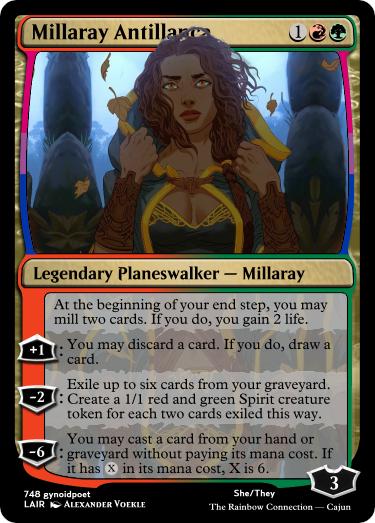 Millaray Antillanca 1
Legendary Planeswalker — Millaray
At the beginning of your end step, you may
mill two cards. If you do, you gain 2 life.
+1 : You may discard a card. If you do, draw a
card.
-2 : Exile up to six cards from your graveyard.
Create a 1/1 red and green Spirit creature
token for each two cards exiled this way.
-6 : You may cast a card from your hand or
graveyard without paying its mana cost. If
it has X in its mana cost, X is 6.
3
748 gynoidpoet
LAIR ALEXANDER VOEKLE
She/They
The Rainbow Connection — Cajun